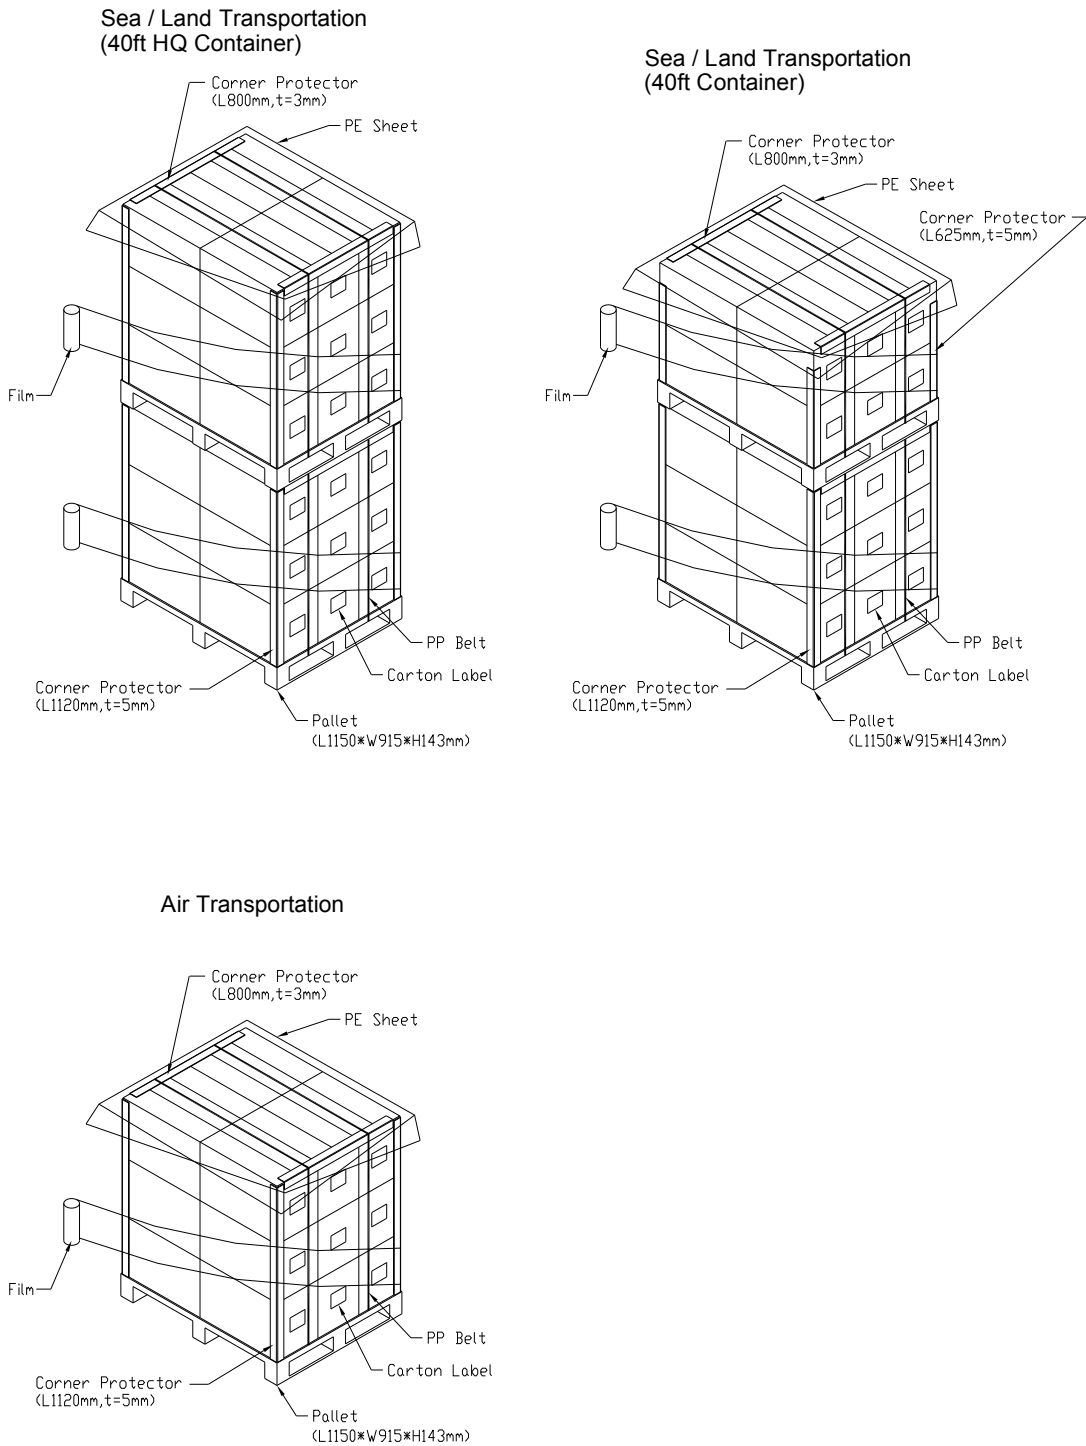 Sea / Land Transportation
(40ft HQ Container)
Corner Protector
(L800mm,t=3mm)
PE Sheet
Film
PP Belt
Carton Label
Corner Protector
(L1120mm,t=5mm)
Pallet
(L1150*W915*H143mm)
Sea / Land Transportation
(40ft Container)
Corner Protector
(L800mm,t=3mm)
PE Sheet
Corner Protector
(L625mm,t=5mm)
Film
PP Belt
Carton Label
Corner Protector
(L1120mm,t=5mm)
Pallet
(L1150*W915*H143mm)
Air Transportation
Corner Protector
(L800mm,t=3mm)
PE Sheet
Film
PP Belt
Carton Label
Corner Protector
(L1120mm,t=5mm)
Pallet
(L1150*W915*H143mm)